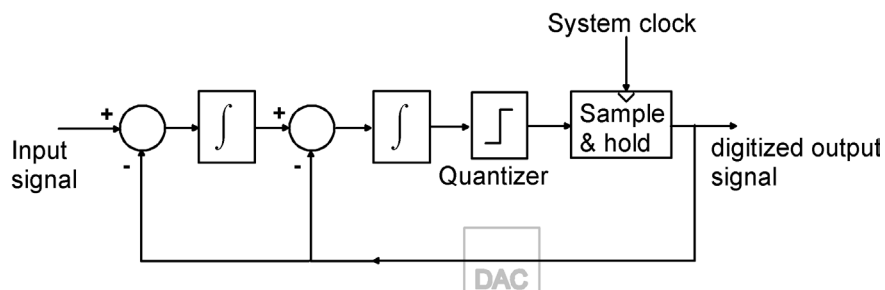 System clock
+
+
∫
∫
Sample
& hold
Input
signal
-
-
Quantizer
digitized output
signal
DAC